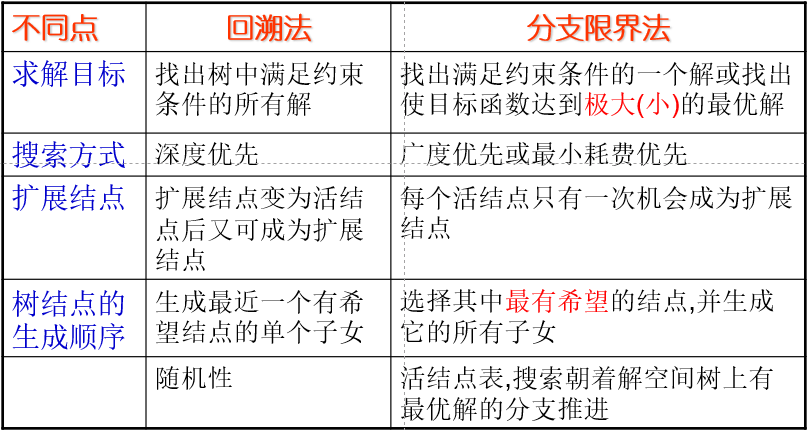 不同点 回溯法 分支限界法
求解目标 找出树中满足约束 找出满足约束条件的一个解或找出
条件的所有解 使目标函数达到极大(小)的最优解
搜索方式 深度优先 广度优先或最小耗费优先
扩展结点 扩展结点变为活结 每个活结点只有一次机会成为扩展
点后又可成为扩展 结点
结点
树结点的 生成最近一个有希 选择其中最有希望的结点,并生成
生成顺序 望结点的单个子女 它的所有子女
随机性 活结点表,搜索朝着解空间树上有
最优解的分支推进